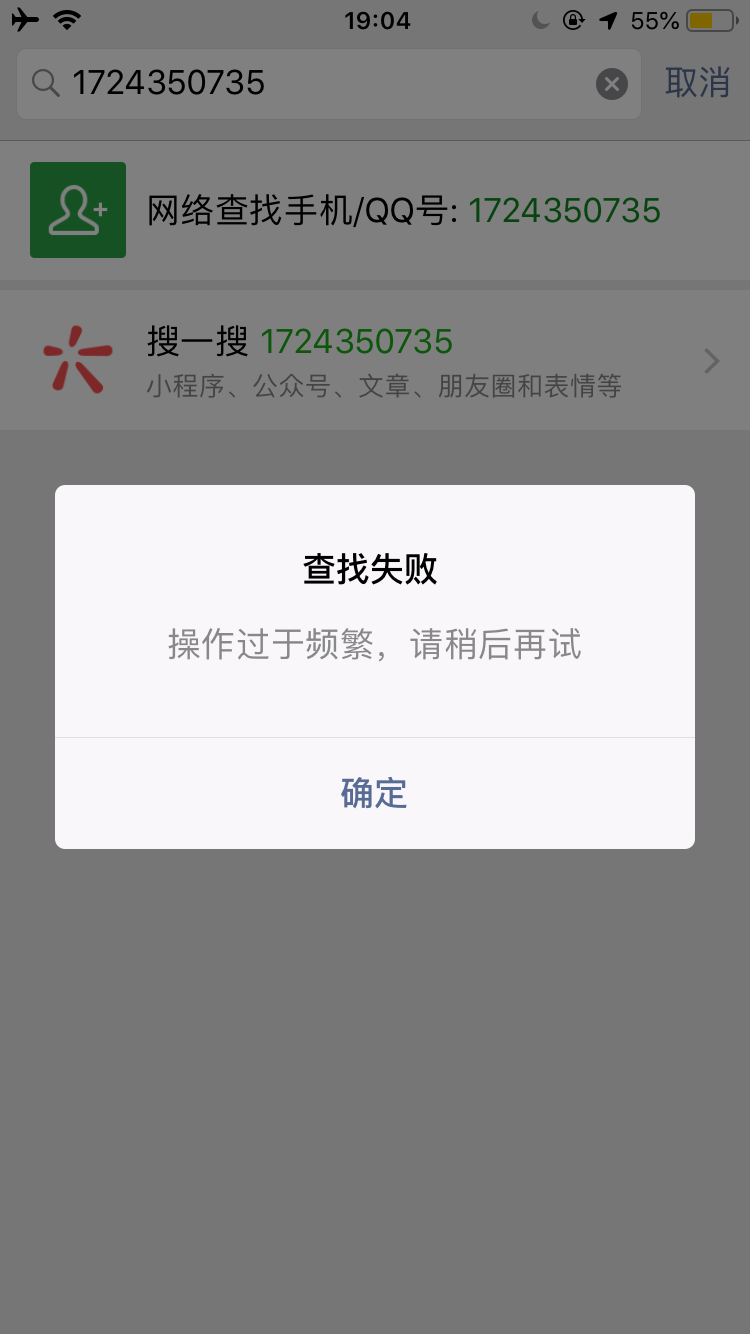 19:04
55%
1724350735
取消
网络查找手机/QQ号: 1724350735
搜一搜 1724350735
小程序、公众号、文章、朋友圈和表情等
查找失败
操作过于频繁，请稍后再试
确定